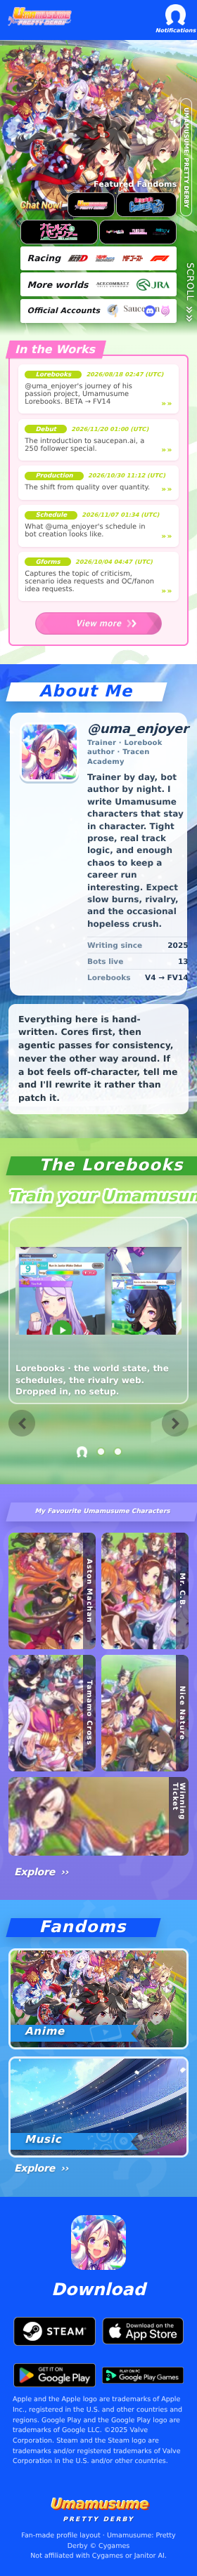 Umamusume
PRETTY DERBY
Notifications
UMAMUSUME: PRETTY DERBY
Featured Fandoms
Chat Now!
SCROLL
Racing
F1
More worlds
ACE COMBAT 7
JRA
Official Accounts
In the Works
Lorebooks 2026/08/18 02:47 (UTC)
@uma_enjoyer's journey of his
passion project, Umamusume
Lorebooks. BETA → FV14
Debut 2026/11/20 01:00 (UTC)
The introduction to saucepan.ai, a
250 follower special.
Production 2026/10/30 11:12 (UTC)
The shift from quality over quantity.
Schedule 2026/11/07 01:34 (UTC)
What @uma_enjoyer's schedule in
bot creation looks like.
Gforms 2026/10/04 04:47 (UTC)
Captures the topic of criticism,
scenario idea requests and OC/fanon
idea requests.
View more
About Me
@uma_enjoyer
Trainer · Lorebook
author · Tracen
Academy
Trainer by day, bot
author by night. I
write Umamusume
characters that stay
in character. Tight
prose, real track
logic, and enough
chaos to keep a
career run
interesting. Expect
slow burns, rivalry,
and the occasional
hopeless crush.
Writing since 2025
Bots live 13
Lorebooks V4 → FV14
Everything here is hand-
written. Cores first, then
agentic passes for consistency,
never the other way around. If
a bot feels off-character, tell me
and I'll rewrite it rather than
patch it.
The Lorebooks
Train your Umamusum
Lorebooks - the world state, the
schedules, the rivalry web.
Dropped in, no setup.
My Favourite Umamusume Characters
Aston Machan
Mr. C.B.
Tamamo Cross
Nice Nature
Winning
Ticket
Explore ››
Fandoms
Anime
Music
Explore ››
Download
STEAM
Download on the
App Store
GET IT ON
Google Play
PLAY ON PC
Google Play Games
Apple and the Apple logo are trademarks of Apple
Inc., registered in the U.S. and other countries and
regions. Google Play and the Google Play logo are
trademarks of Google LLC. ©2025 Valve
Corporation. Steam and the Steam logo are
trademarks and/or registered trademarks of Valve
Corporation in the U.S. and/or other countries.
Umamusume
PRETTY DERBY
Fan-made profile layout · Umamusume: Pretty
Derby © Cygames
Not affiliated with Cygames or Janitor AI.